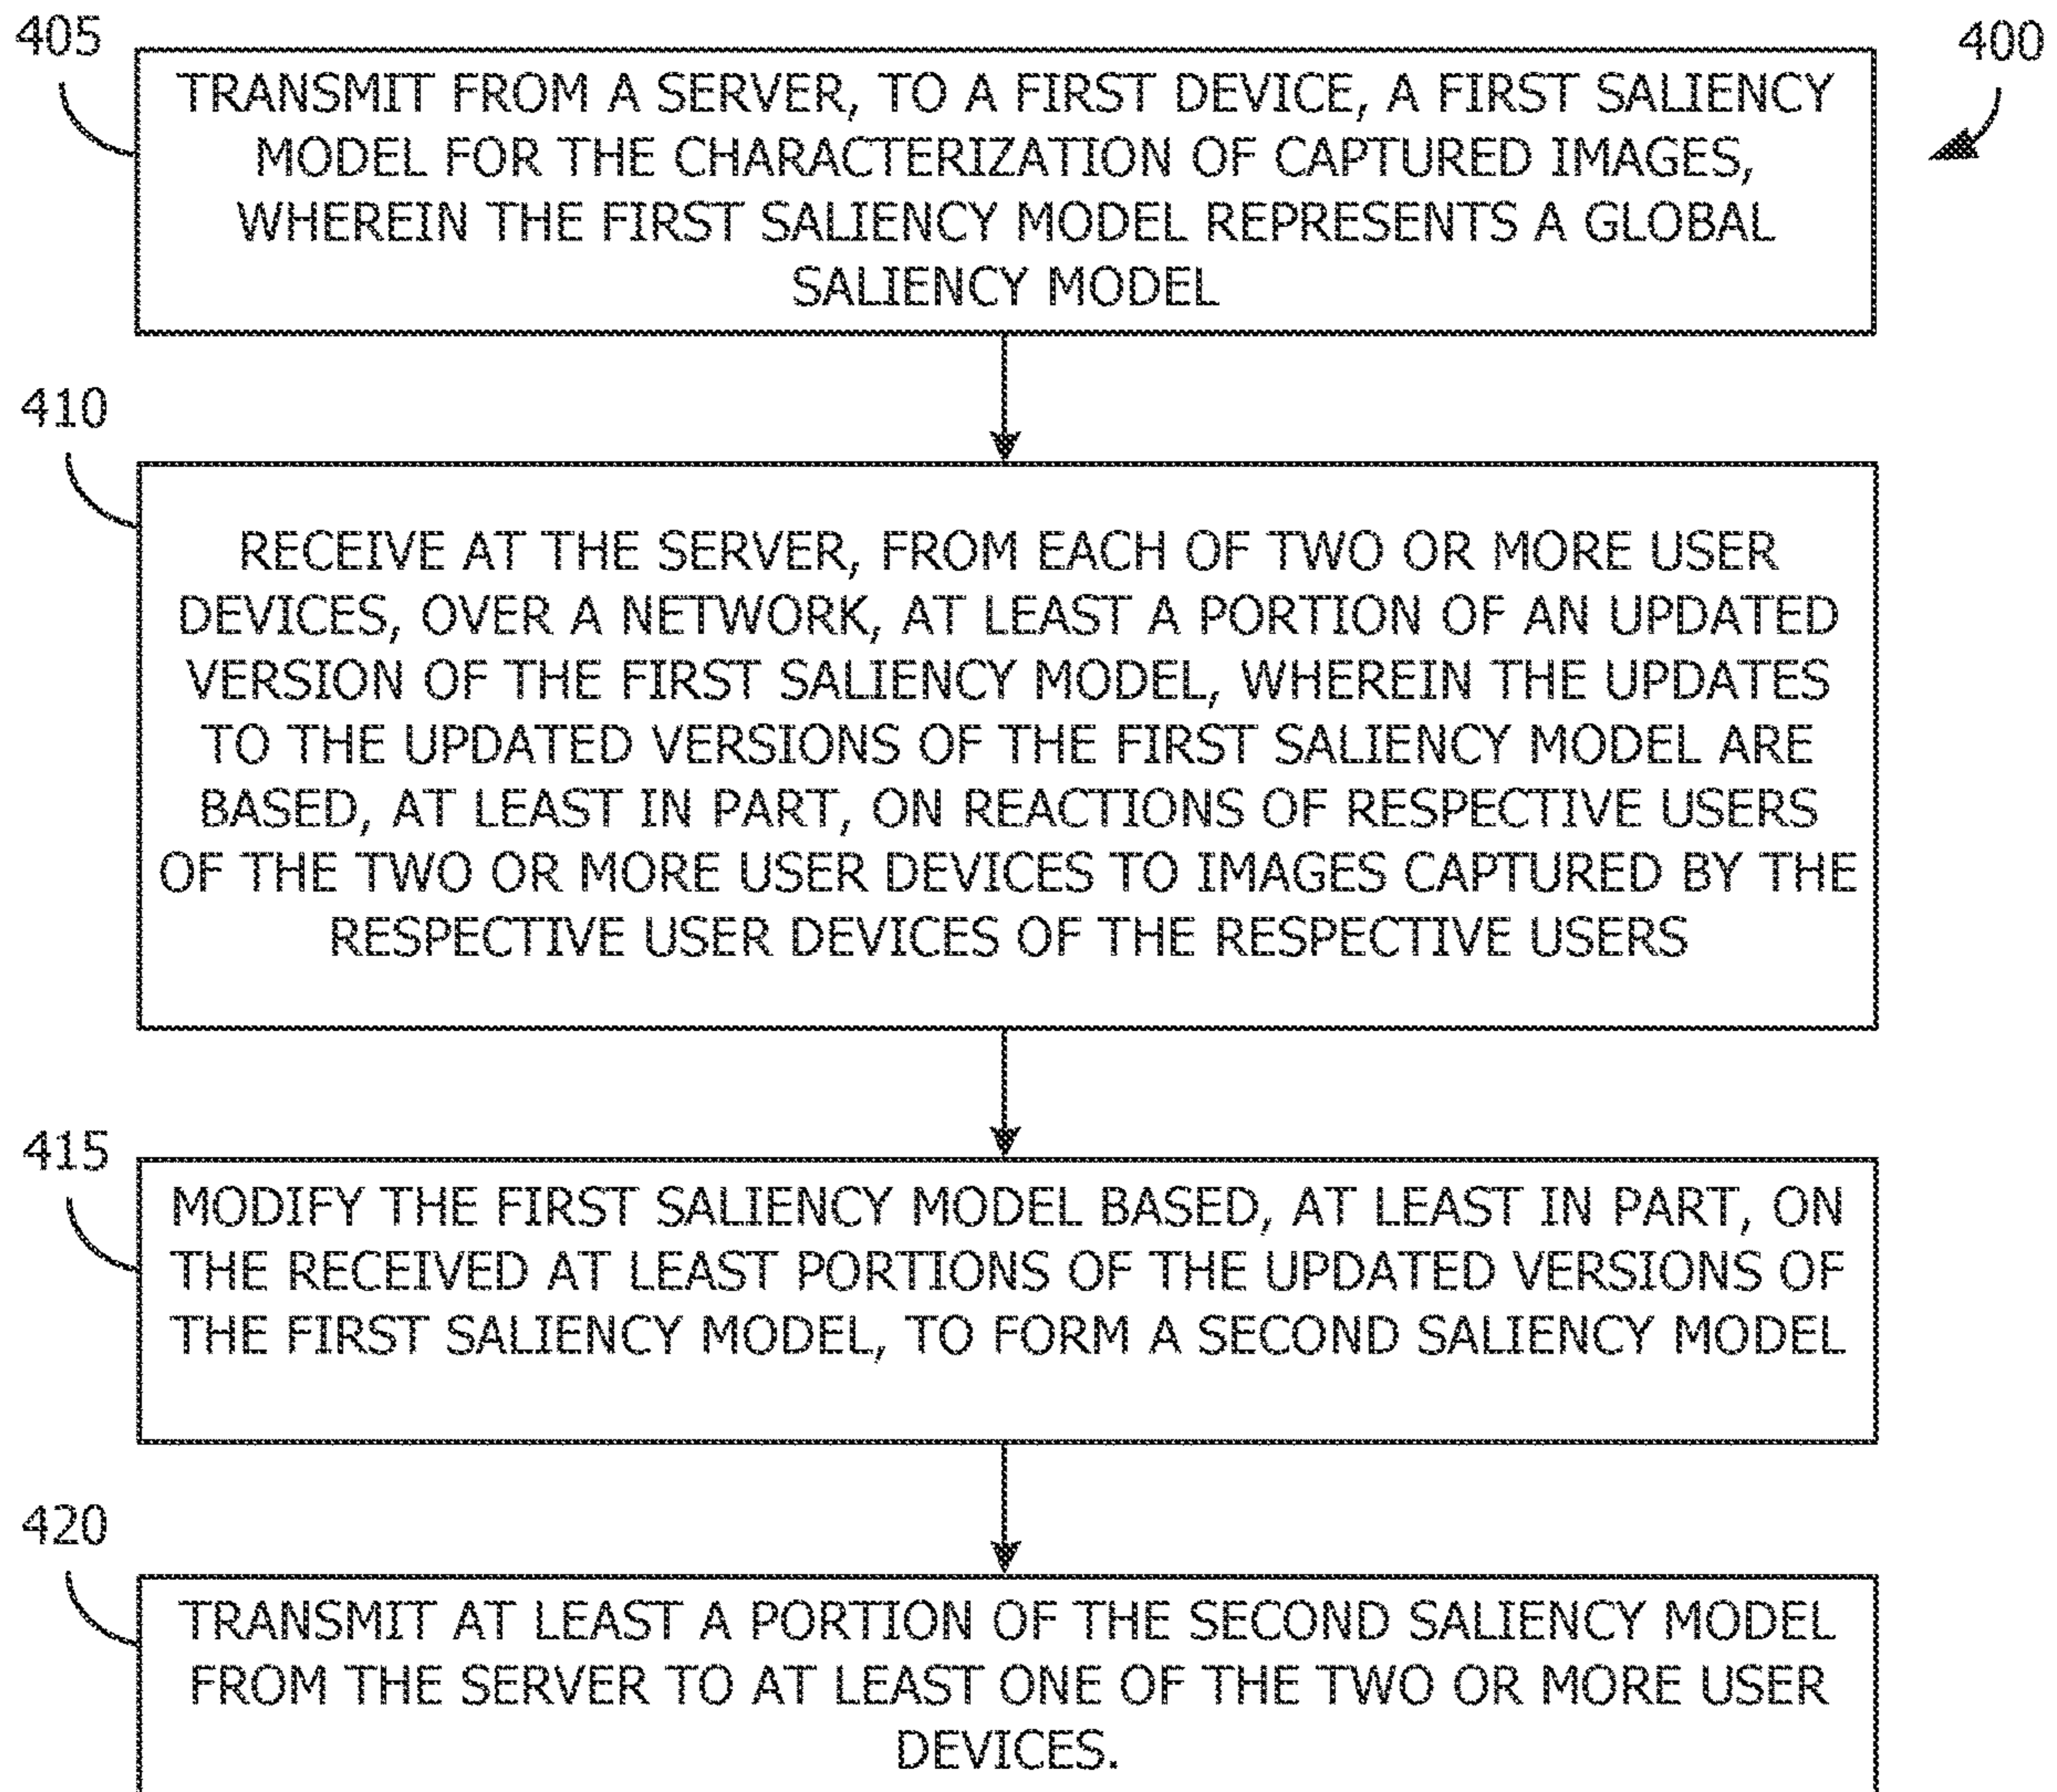 405
400
TRANSMIT FROM A SERVER, TO A FIRST DEVICE, A FIRST SALIENCY
MODEL FOR THE CHARACTERIZATION OF CAPTURED IMAGES,
WHEREIN THE FIRST SALIENCY MODEL REPRESENTS A GLOBAL
SALIENCY MODEL
410
RECEIVE AT THE SERVER, FROM EACH OF TWO OR MORE USER
DEVICES, OVER A NETWORK, AT LEAST A PORTION OF AN UPDATED
VERSION OF THE FIRST SALIENCY MODEL, WHEREIN THE UPDATES
TO THE UPDATED VERSIONS OF THE FIRST SALIENCY MODEL ARE
BASED, AT LEAST IN PART, ON REACTIONS OF RESPECTIVE USERS
OF THE TWO OR MORE USER DEVICES TO IMAGES CAPTURED BY THE
RESPECTIVE USER DEVICES OF THE RESPECTIVE USERS
415
MODIFY THE FIRST SALIENCY MODEL BASED, AT LEAST IN PART, ON
THE RECEIVED AT LEAST PORTIONS OF THE UPDATED VERSIONS OF
THE FIRST SALIENCY MODEL, TO FORM A SECOND SALIENCY MODEL
420
TRANSMIT AT LEAST A PORTION OF THE SECOND SALIENCY MODEL
FROM THE SERVER TO AT LEAST ONE OF THE TWO OR MORE USER
DEVICES.